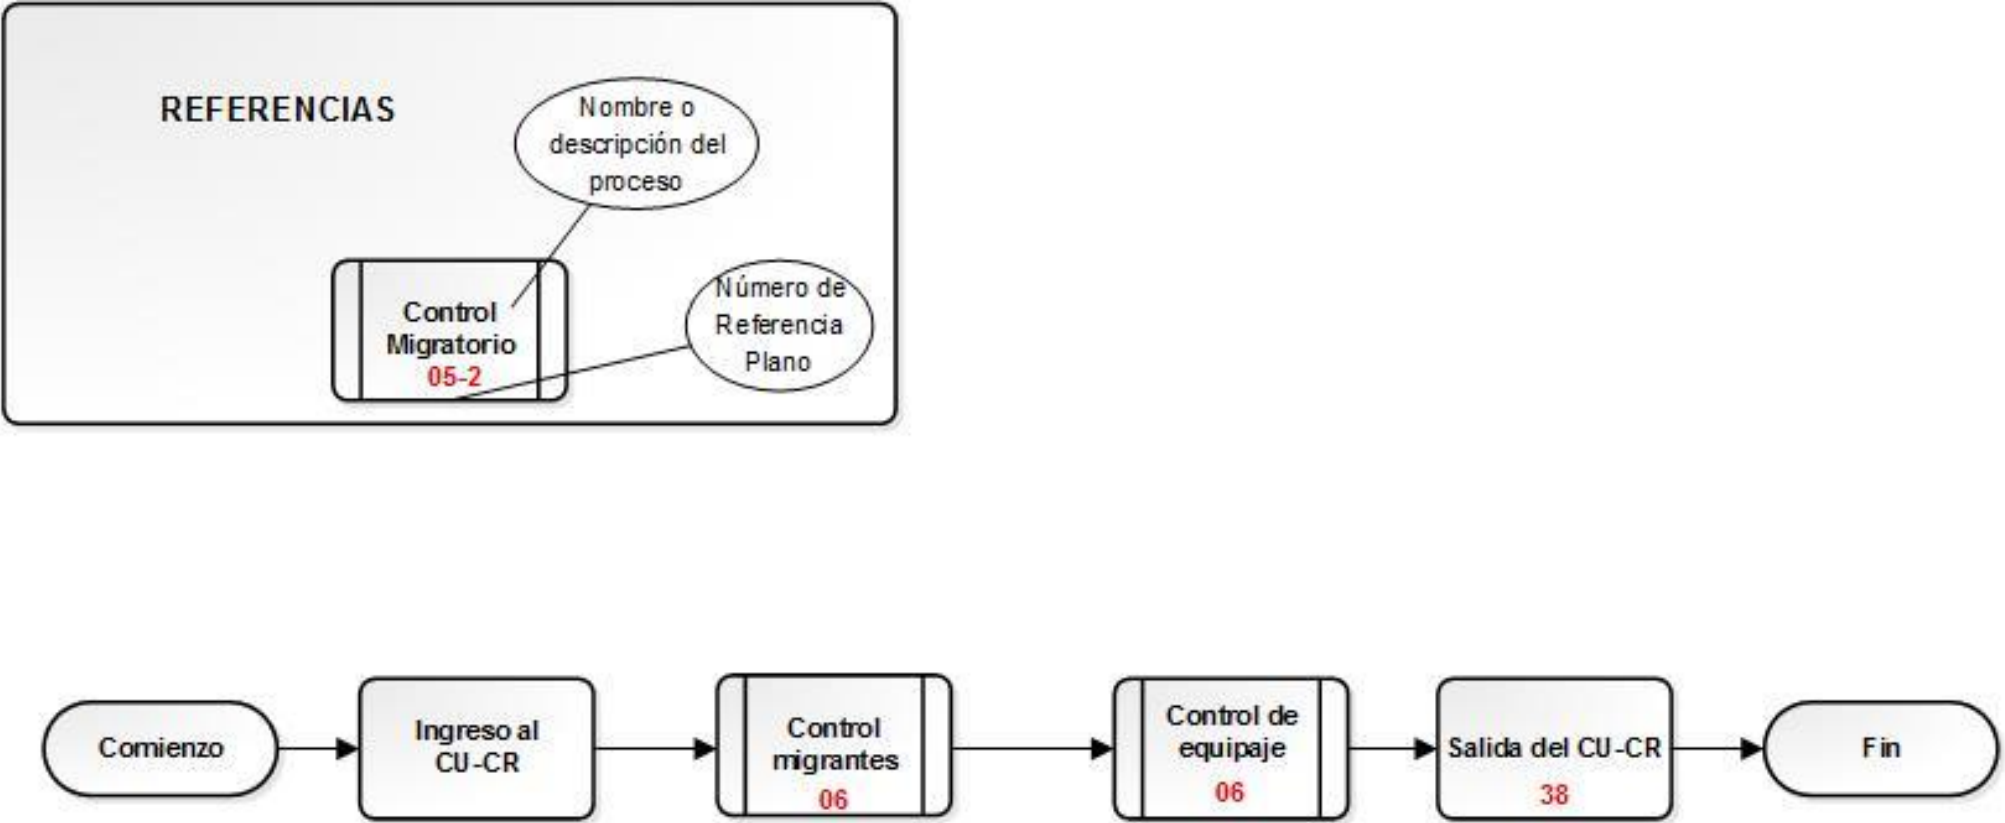 REFERENCIAS
Nombre o
descripción del
proceso
Control
Migratorio
05-2
Número de
Referencia
Plano
Comienzo
Ingreso al
CU-CR
Control
migrantes
06
Control de
equipaje
06
Salida del CU-CR
38
Fin